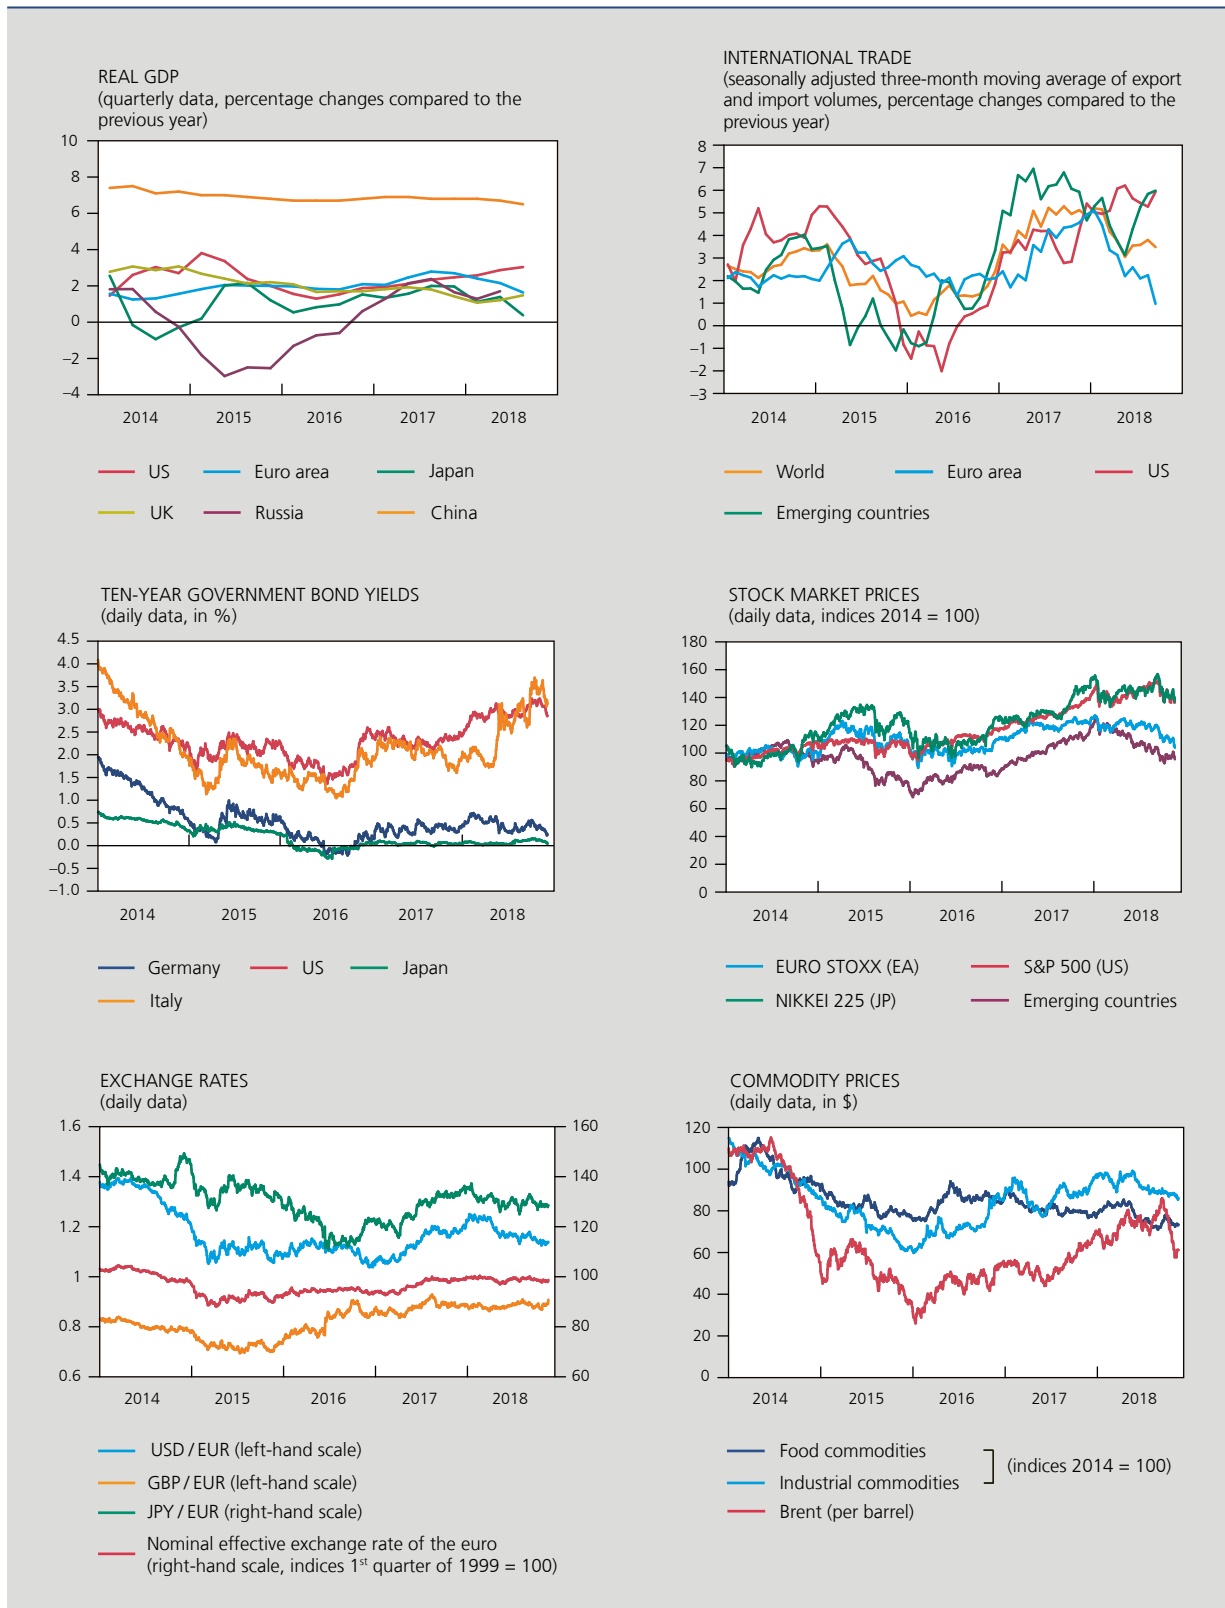 REAL GDP
(quarterly data, percentage changes compared to the
previous year)
10
8
6
4
2
0
–2
–4
2014 2015 2016 2017 2018
US Euro area Japan
UK Russia China
INTERNATIONAL TRADE
(seasonally adjusted three-month moving average of export
and import volumes, percentage changes compared to the
previous year)
8
7
6
5
4
3
2
1
0
–1
–2
–3
2014 2015 2016 2017 2018
World Euro area US
Emerging countries
TEN-YEAR GOVERNMENT BOND YIELDS
(daily data, in %)
4.5
4.0
3.5
3.0
2.5
2.0
1.5
1.0
0.5
0.0
–0.5
–1.0
2014 2015 2016 2017 2018
Germany US Japan
Italy
STOCK MARKET PRICES
(daily data, indices 2014 = 100)
180
160
140
120
100
80
60
40
20
0
2014 2015 2016 2017 2018
EURO STOXX (EA) S&P 500 (US)
NIKKEI 225 (JP) Emerging countries
EXCHANGE RATES
(daily data)
1.6 160
1.4 140
1.2 120
1 100
0.8 80
0.6 60
2014 2015 2016 2017 2018
USD / EUR (left-hand scale)
GBP / EUR (left-hand scale)
JPY / EUR (right-hand scale)
Nominal effective exchange rate of the euro
(right-hand scale, indices 1st quarter of 1999 = 100)
COMMODITY PRICES
(daily data, in $)
120
100
80
60
40
20
0
2014 2015 2016 2017 2018
Food commodities
Industrial commodities
(indices 2014 = 100)
Brent (per barrel)